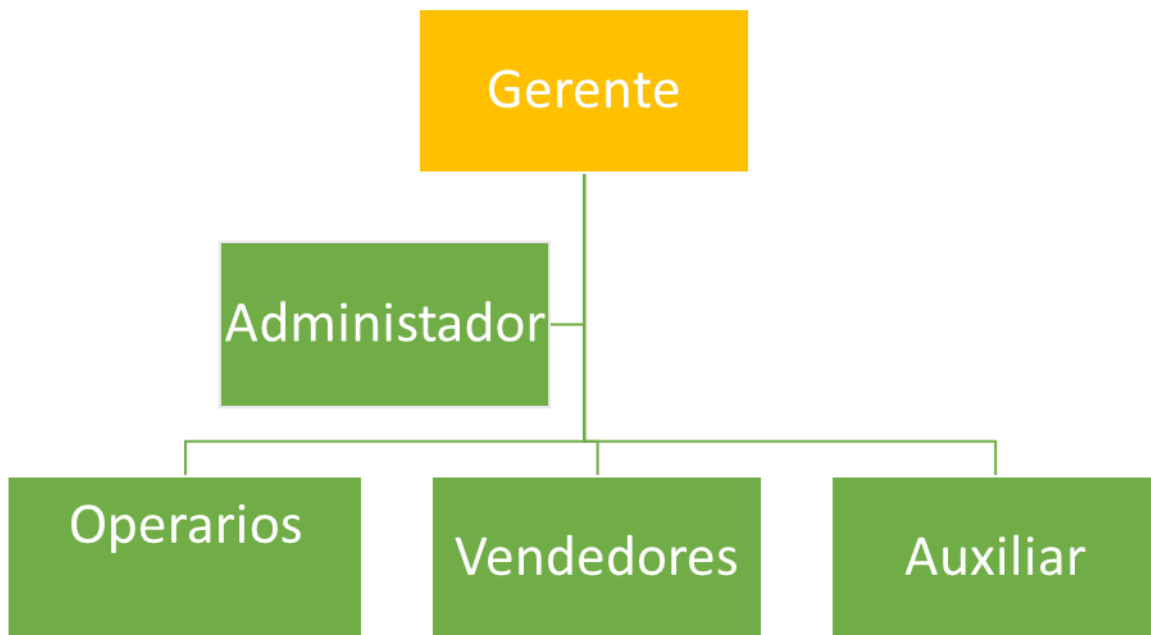 Gerente
Administador
Operarios
Vendedores
Auxiliar